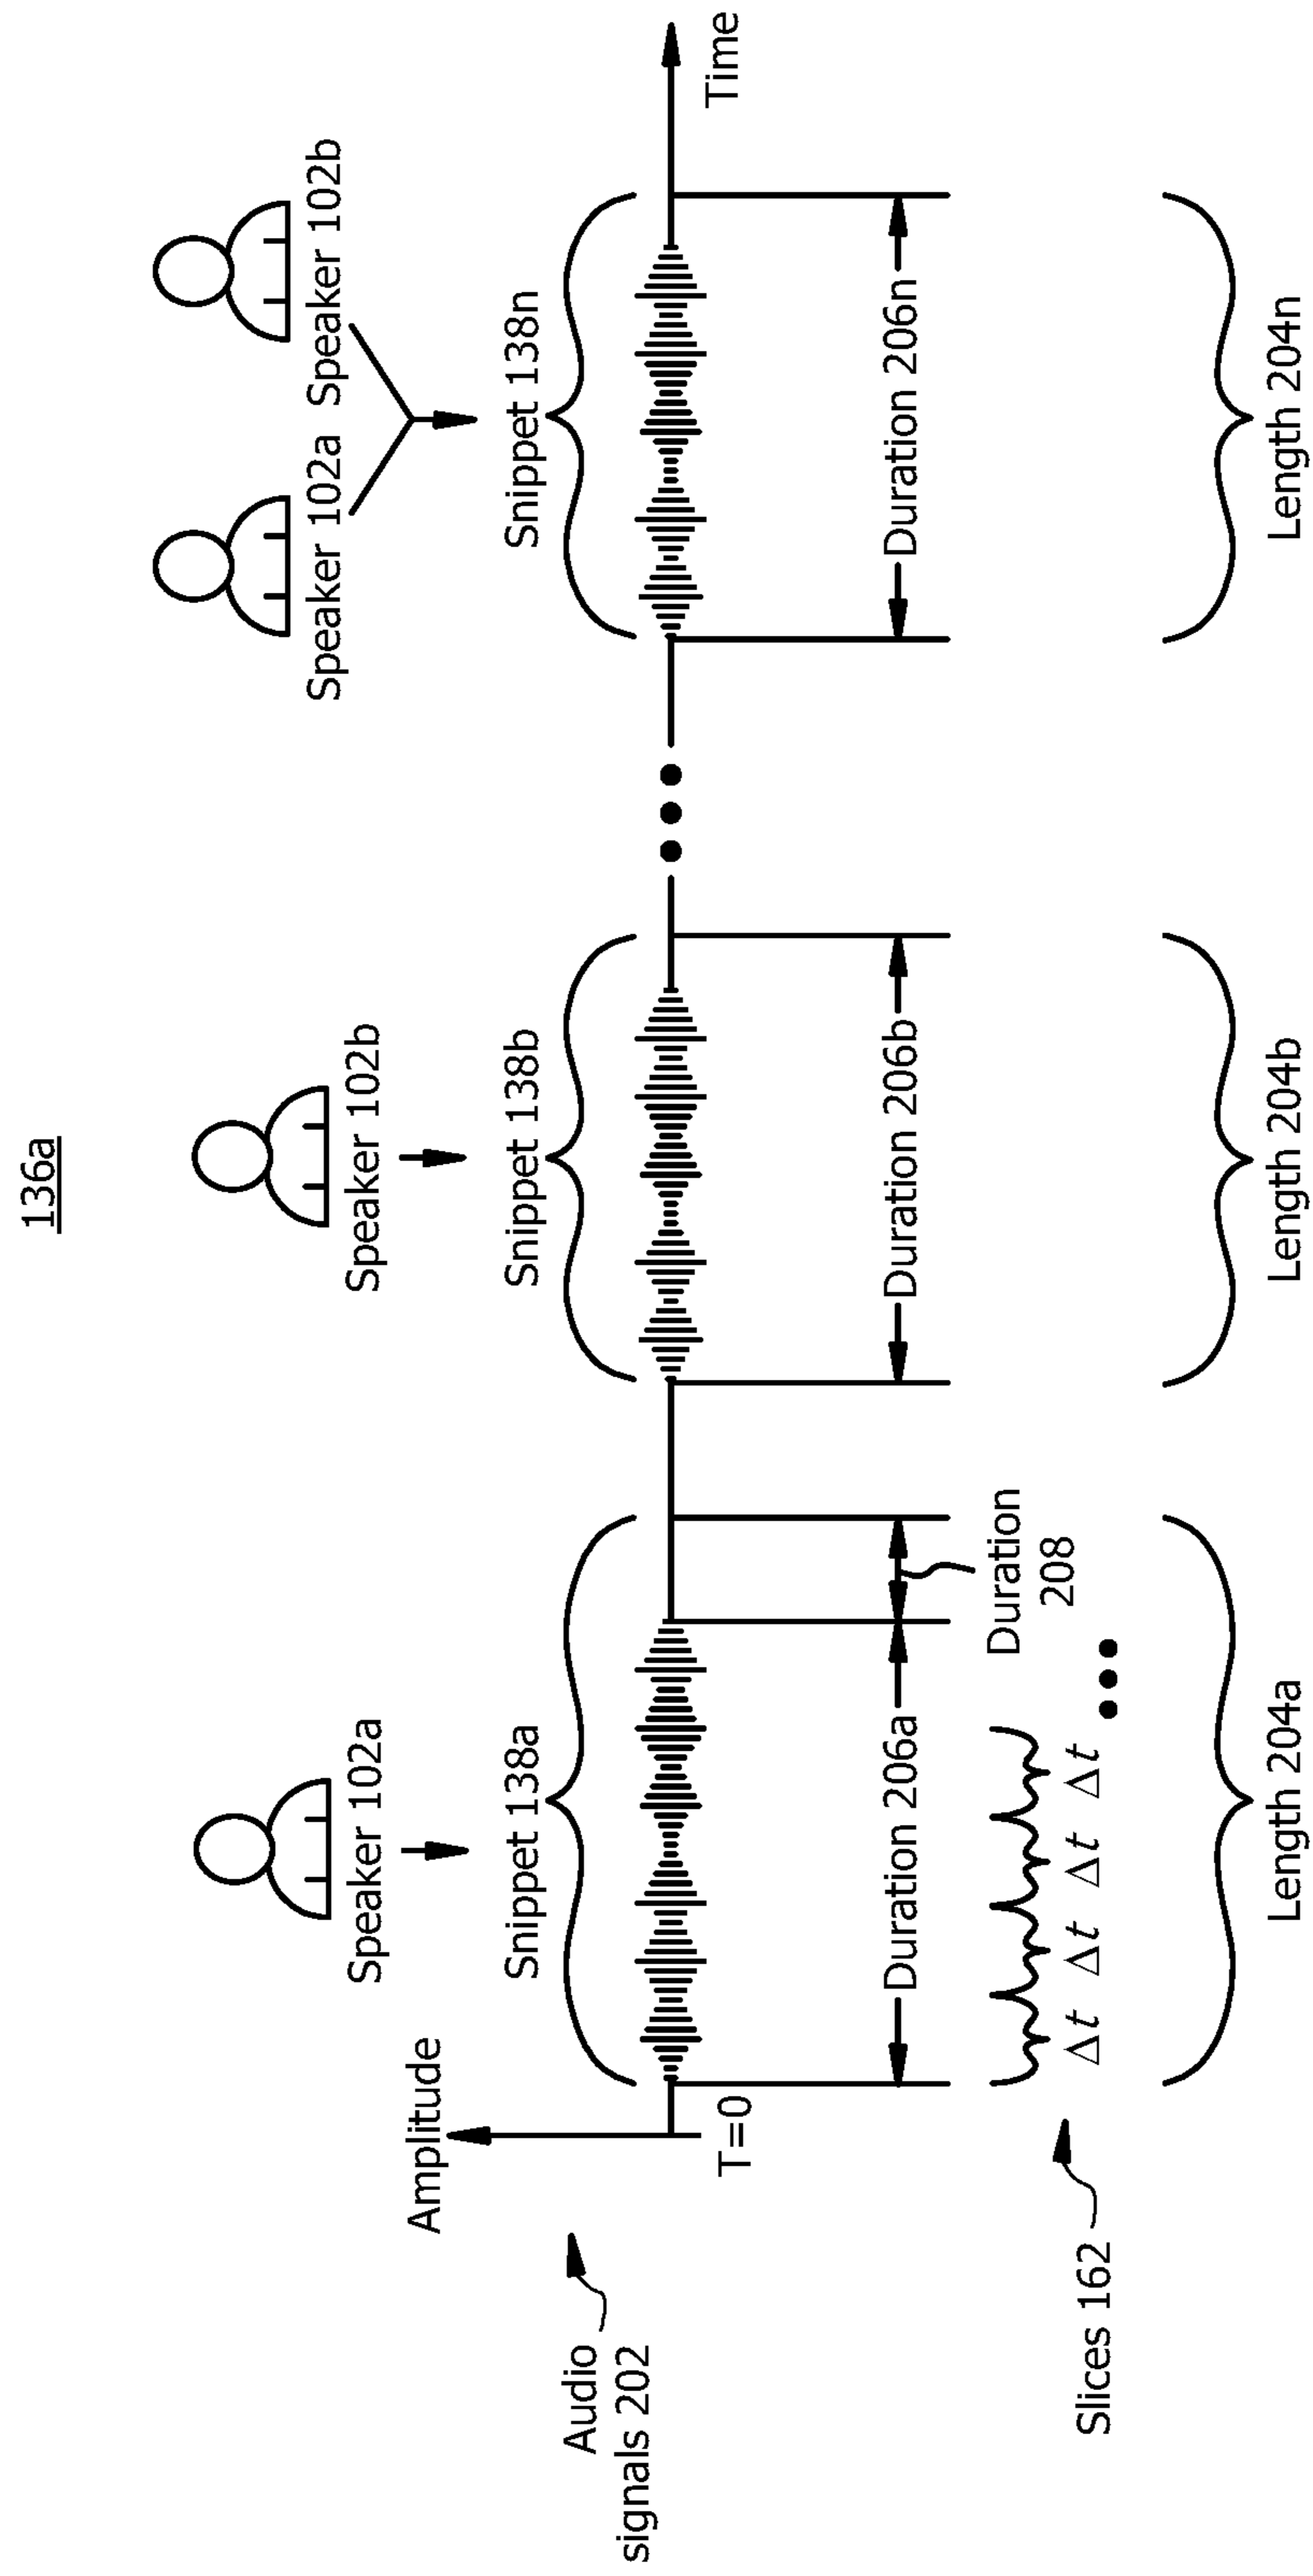 136a
Speaker 102a
Speaker 102b
Speaker 102a
Speaker 102b
Amplitude
Snippet 138a
Snippet 138b
Snippet 138n
Audio
signals 202
T=0
Time
Duration 206a
Duration 206b
Duration 206n
Duration
208
Slices 162
Δt Δt Δt Δt
Length 204a
Length 204b
Length 204n